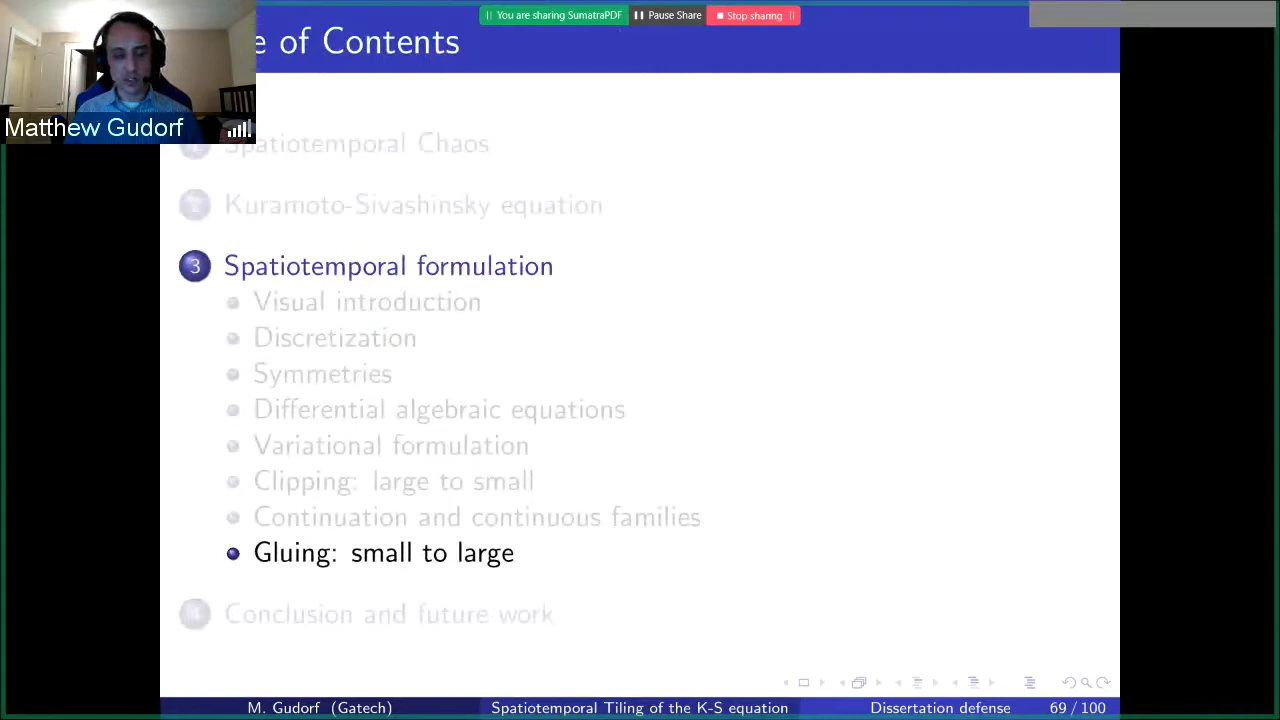 You are sharing SumatraPDF Pause Share Stop sharing
e of Contents
Matthew Gudorf
Spatiotemporal Chaos
Kuramoto-Sivashinsky equation
3 Spatiotemporal formulation
Visual introduction
Discretization
Symmetries
Differential algebraic equations
Variational formulation
Clipping: large to small
Continuation and continuous families
Gluing: small to large
4 Conclusion and future work
M. Gudorf (Gatech) Spatiotemporal Tiling of the K-S equation Dissertation defense 69 / 100